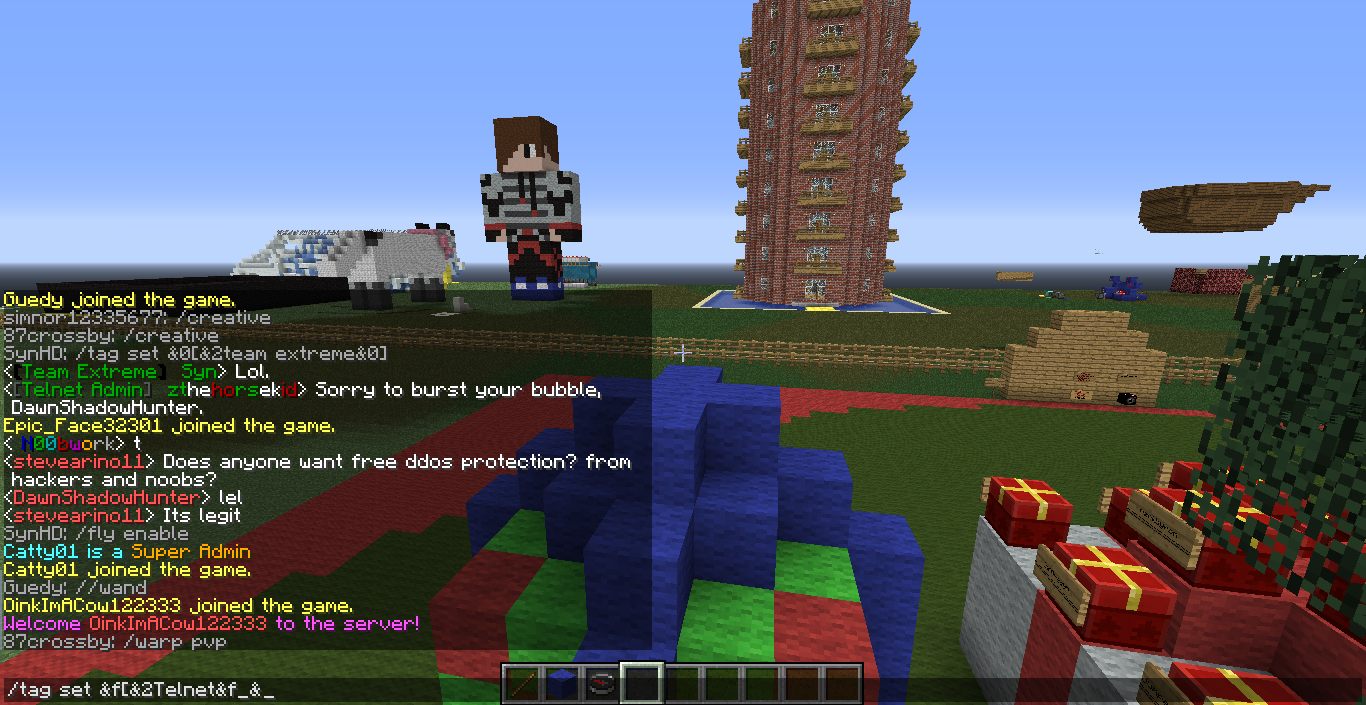 Guedy joined the game.
simnor12335677: /creative
87crossby: /creative
SynHD: /tag set &0[&2team extreme&0]
<[Team Extreme] Syn> Lol.
<[Telnet Admin] zthehorsekid> Sorry to burst your bubble,
DawnShadowHunter.
Epic_Face32301 joined the game.
< N00bwork> t
<stevearino11> Does anyone want free ddos protection? from
hackers and noobs?
<DawnShadowHunter> lel
<stevearino11> Its legit
SynHD: /fly enable
Catty01 is a Super Admin
Catty01 joined the game.
Guedy: //wand
OinkImACow122333 joined the game.
Welcome OinkImACow122333 to the server!
87crossby: /warp pvp
/tag set &f[&2Telnet&f_&_